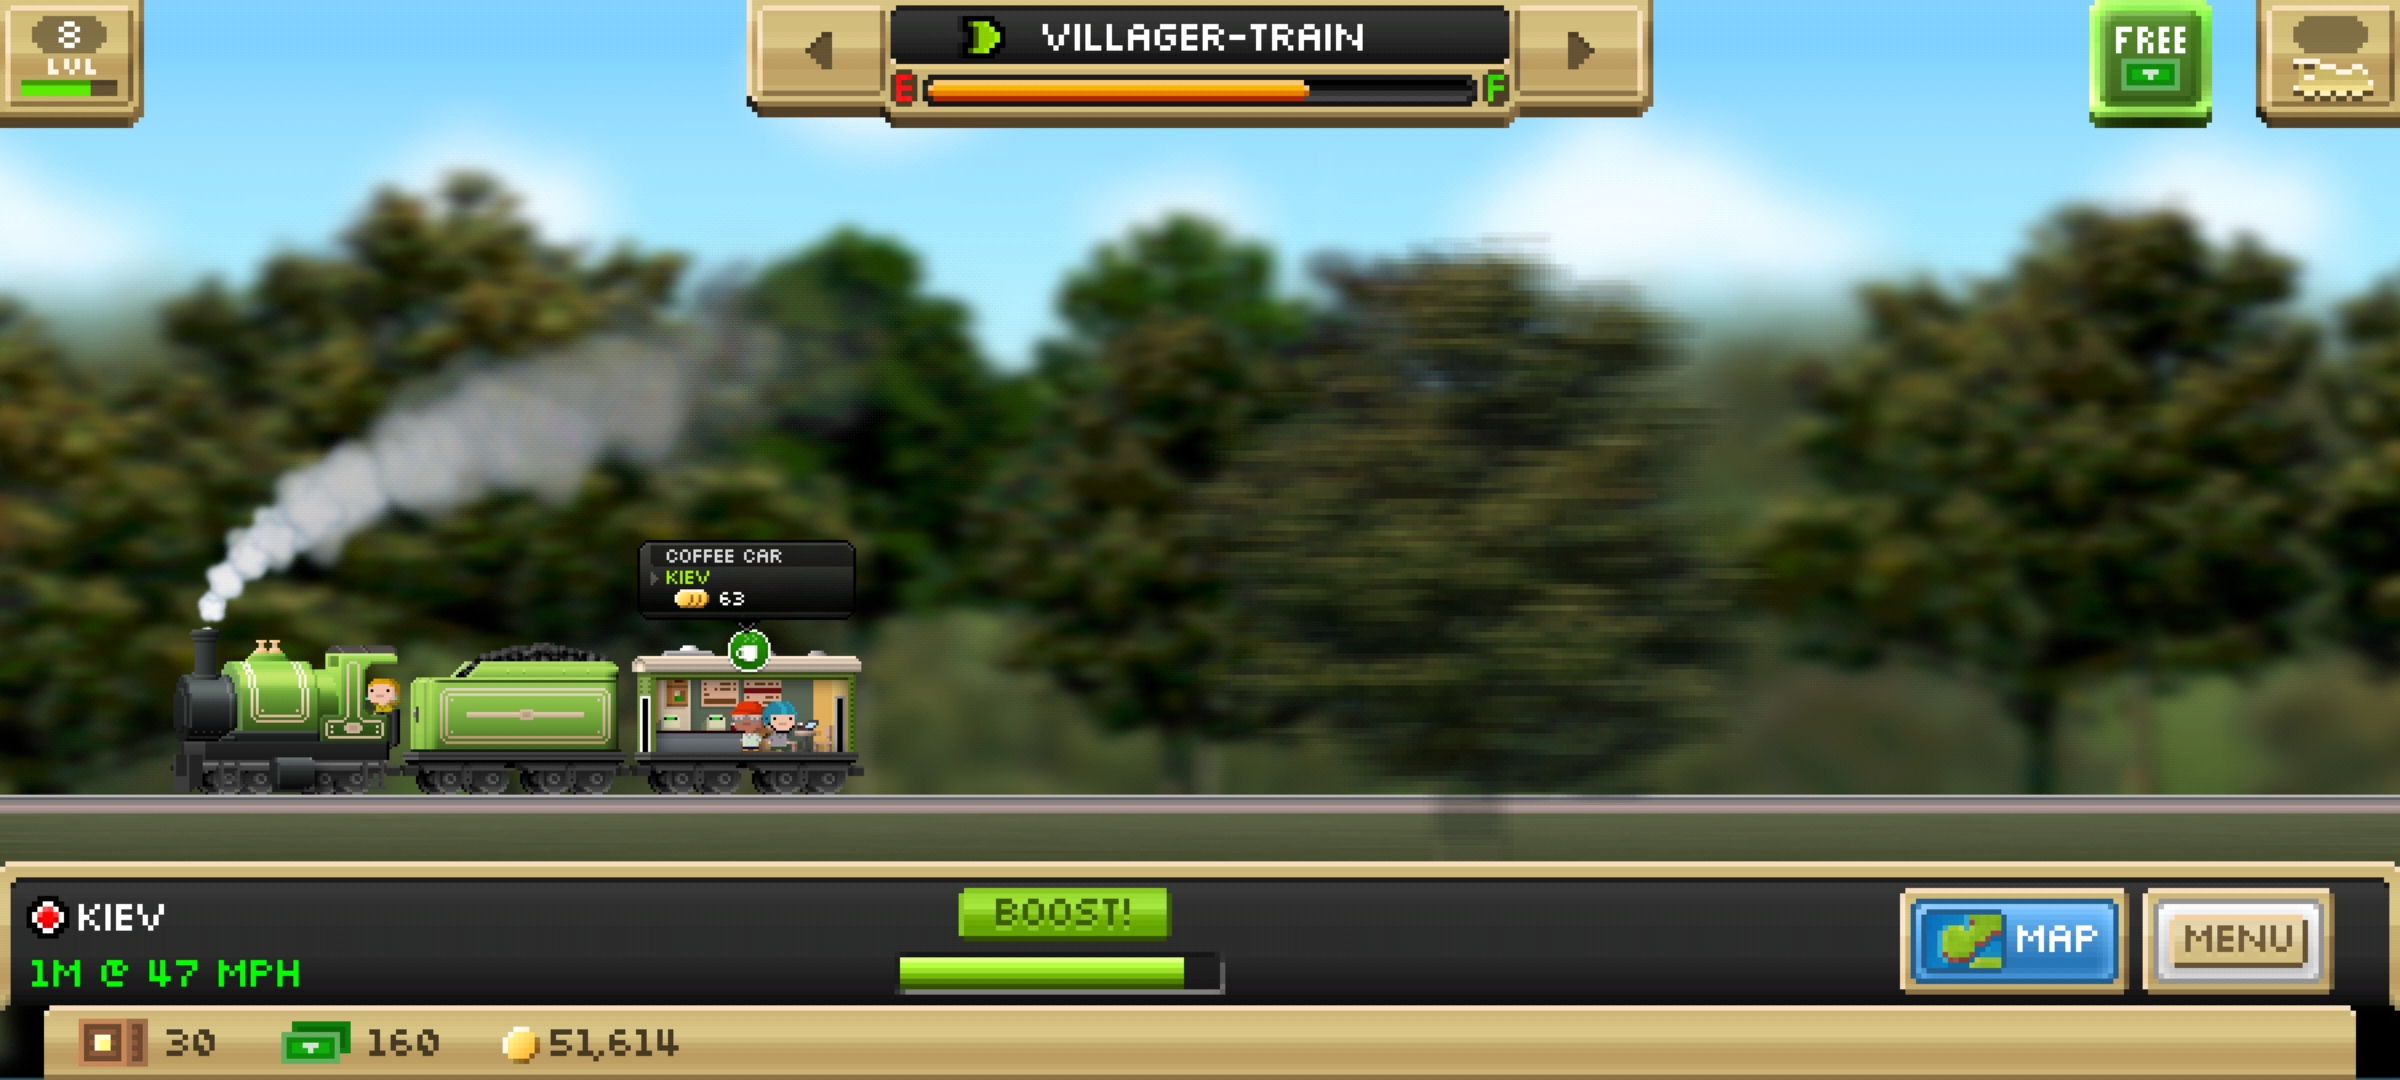 8
LVL
VILLAGER-TRAIN
E
F
FREE
COFFEE CAR
KIEV
63
KIEV
1M @ 47 MPH
BOOST!
MAP
MENU
30
160
51,614